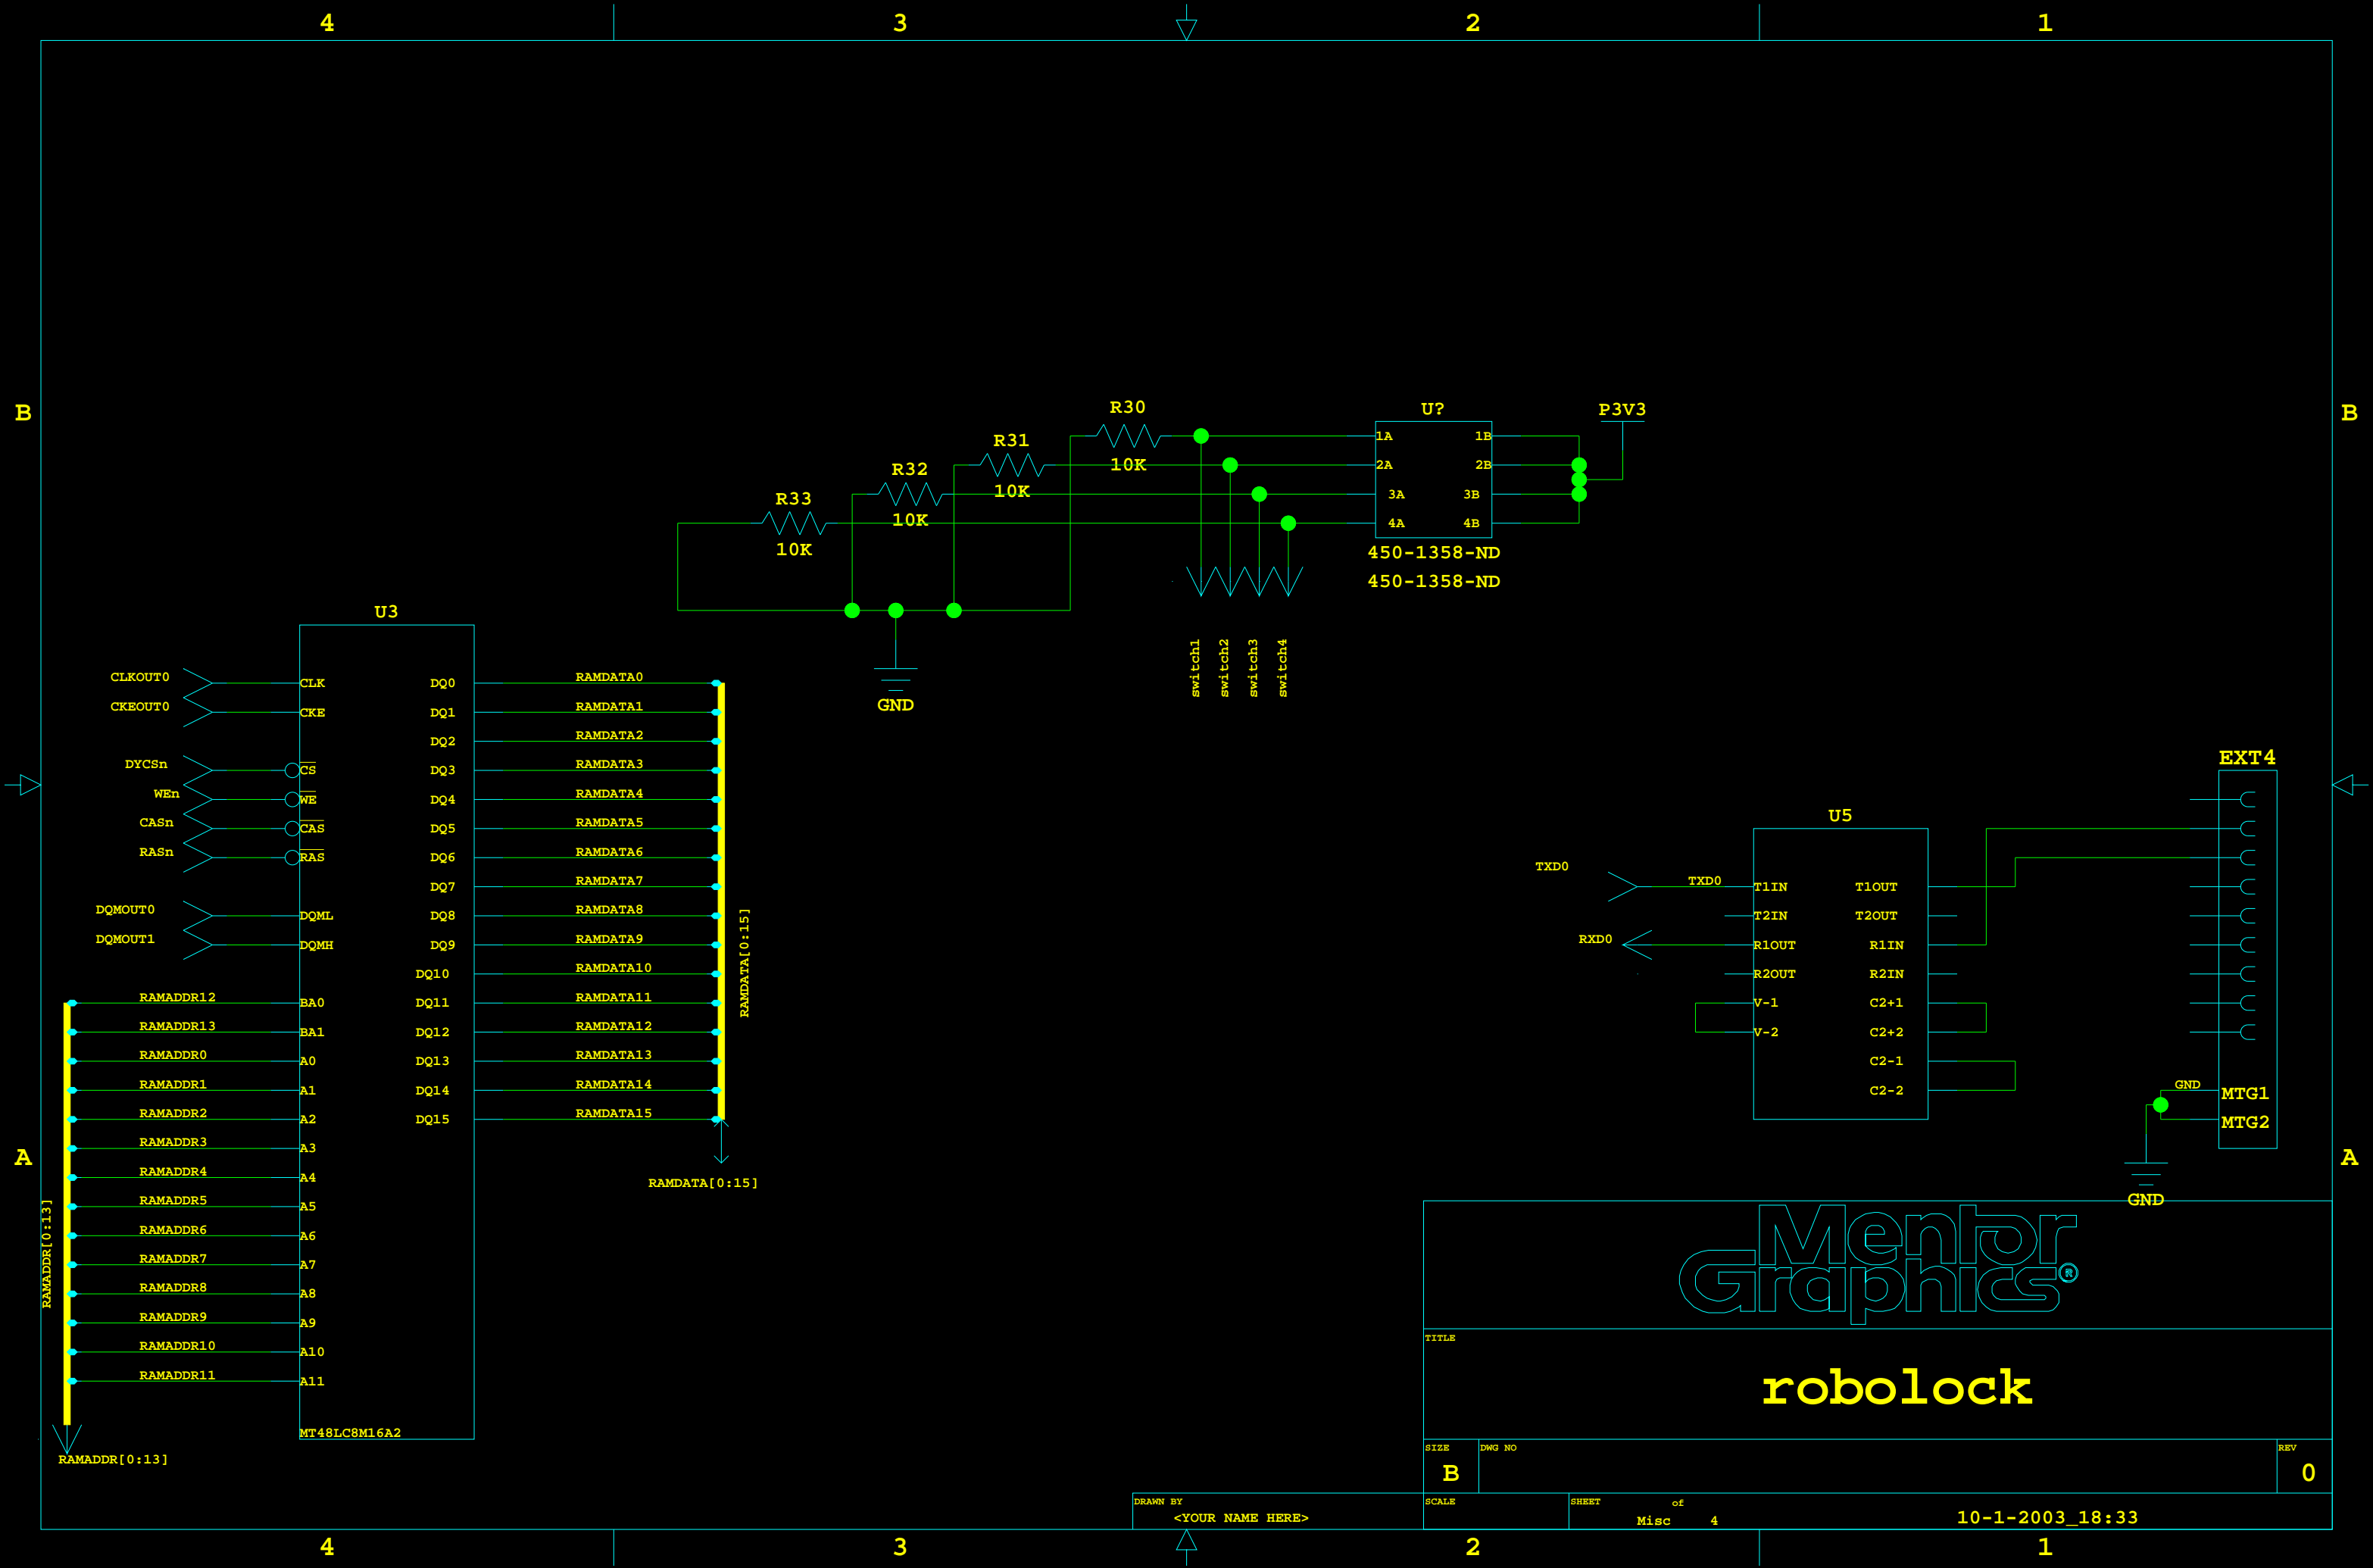 4 3 2 1
B B
R30
10K
R31
10K
R32
10K
R33
10K
U?
1A 1B
2A 2B
3A 3B
4A 4B
450-1358-ND
450-1358-ND
P3V3
GND
switch1
switch2
switch3
switch4
U3
CLKOUT0 CLK DQ0 RAMDATA0
CKEOUT0 CKE DQ1 RAMDATA1
DQ2 RAMDATA2
DYCSn CS DQ3 RAMDATA3
WEn WE DQ4 RAMDATA4
CASn CAS DQ5 RAMDATA5
RASn RAS DQ6 RAMDATA6
DQ7 RAMDATA7
DQMOUT0 DQML DQ8 RAMDATA8
DQMOUT1 DQMH DQ9 RAMDATA9
DQ10 RAMDATA10
RAMADDR12 BA0 DQ11 RAMDATA11
RAMADDR13 BA1 DQ12 RAMDATA12
RAMADDR0 A0 DQ13 RAMDATA13
RAMADDR1 A1 DQ14 RAMDATA14
RAMADDR2 A2 DQ15 RAMDATA15
RAMADDR3 A3
RAMADDR4 A4
RAMADDR5 A5
RAMADDR6 A6
RAMADDR7 A7
RAMADDR8 A8
RAMADDR9 A9
RAMADDR10 A10
RAMADDR11 A11
MT48LC8M16A2
RAMADDR[0:13]
RAMADDR[0:13]
RAMDATA[0:15]
RAMDATA[0:15]
U5
TXD0 TXD0 T1IN T1OUT
T2IN T2OUT
RXD0 R1OUT R1IN
R2OUT R2IN
V-1 C2+1
V-2 C2+2
C2-1
C2-2
EXT4
GND MTG1
MTG2
GND
A A
Mentor
Graphics®
TITLE
robolock
SIZE DWG NO REV
B 0
DRAWN BY SCALE SHEET of
<YOUR NAME HERE> Misc 4 10-1-2003_18:33
4 3 2 1